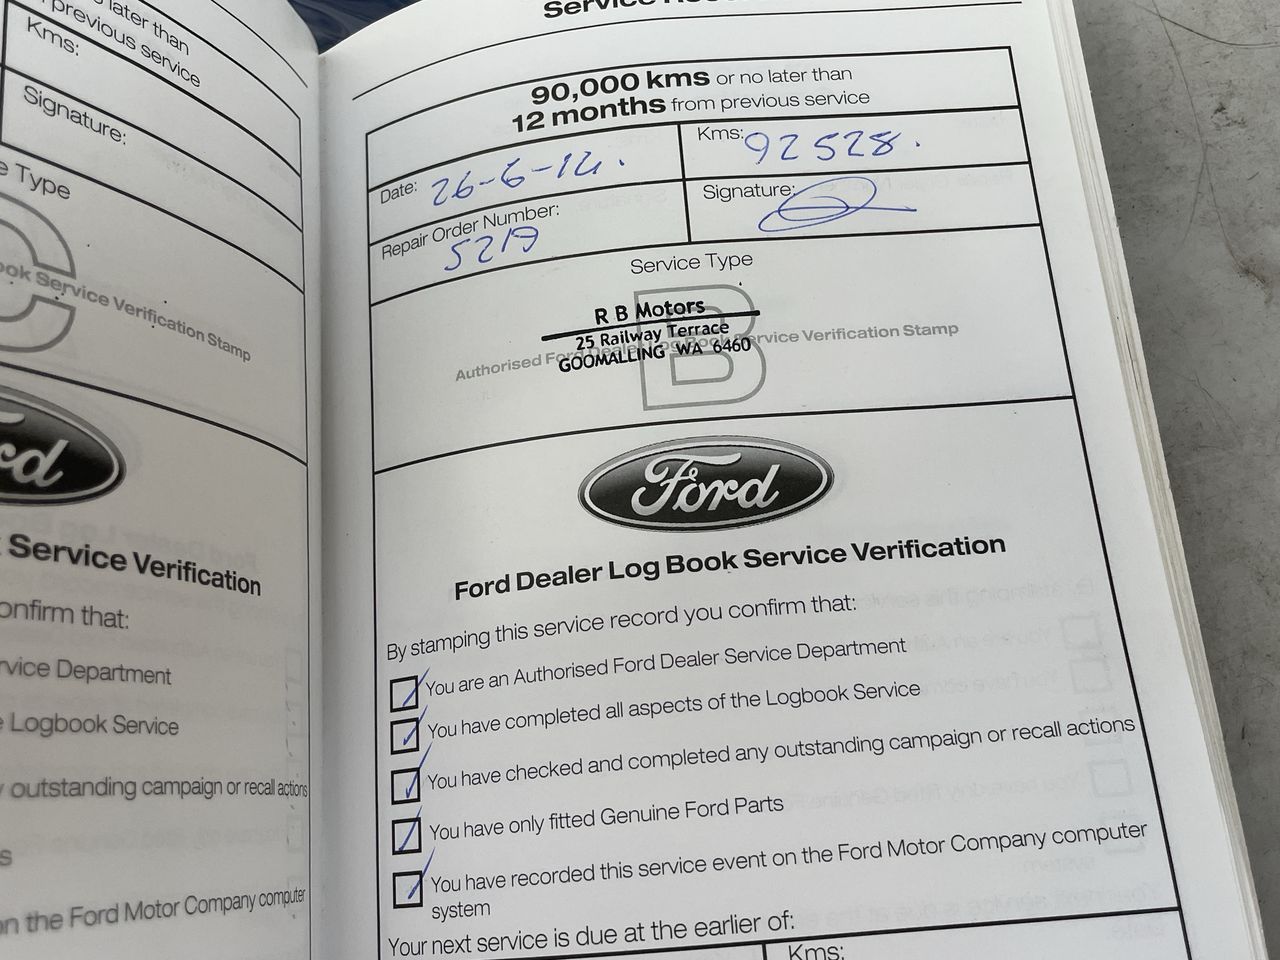 later than
previous service
Kms:
Signature:
e Type
C
ook Service Verification Stamp
rd
Service Verification
onfirm that:
rvice Department
e Logbook Service
y outstanding campaign or recall actions
s
on the Ford Motor Company computer
Service
90,000 kms or no later than
12 months from previous service
Date: 26-6-14.
Kms: 92528.
Repair Order Number:
5219
Signature:
Service Type
B
R B Motors
25 Railway Terrace
GOOMALLING WA 6460
Authorised Ford Dealer Log Book Service Verification Stamp
Ford
Ford Dealer Log Book Service Verification
By stamping this service record you confirm that:
You are an Authorised Ford Dealer Service Department
You have completed all aspects of the Logbook Service
You have checked and completed any outstanding campaign or recall actions
You have only fitted Genuine Ford Parts
You have recorded this service event on the Ford Motor Company computer
system
Your next service is due at the earlier of:
Kms: